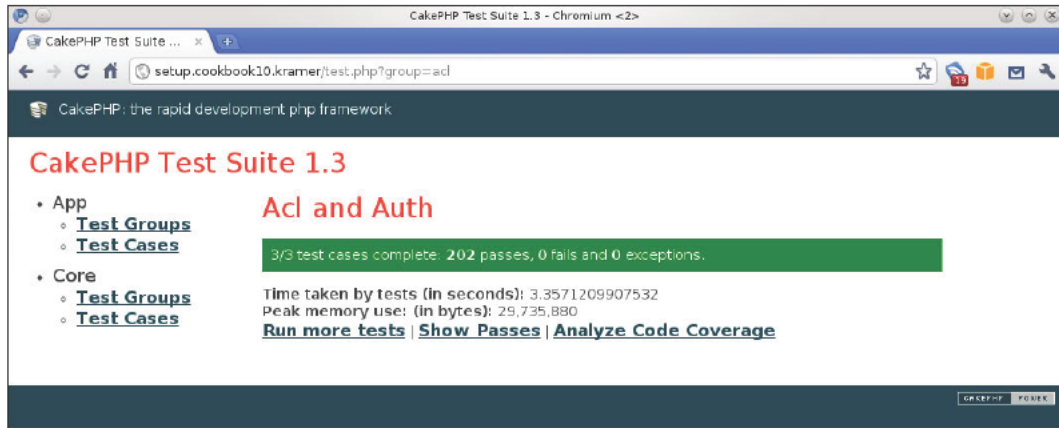 CakePHP Test Suite 1.3 - Chromium <2>
CakePHP Test Suite ...
setup.cookbook10.kramer/test.php?group=acl
19
CakePHP: the rapid development php framework
CakePHP Test Suite 1.3
App
Test Groups
Test Cases
Core
Test Groups
Test Cases
Acl and Auth
3/3 test cases complete: 202 passes, 0 fails and 0 exceptions.
Time taken by tests (in seconds): 3.3571209907532
Peak memory use: (in bytes): 29,735,880
Run more tests | Show Passes | Analyze Code Coverage
CAKEPHP POWER